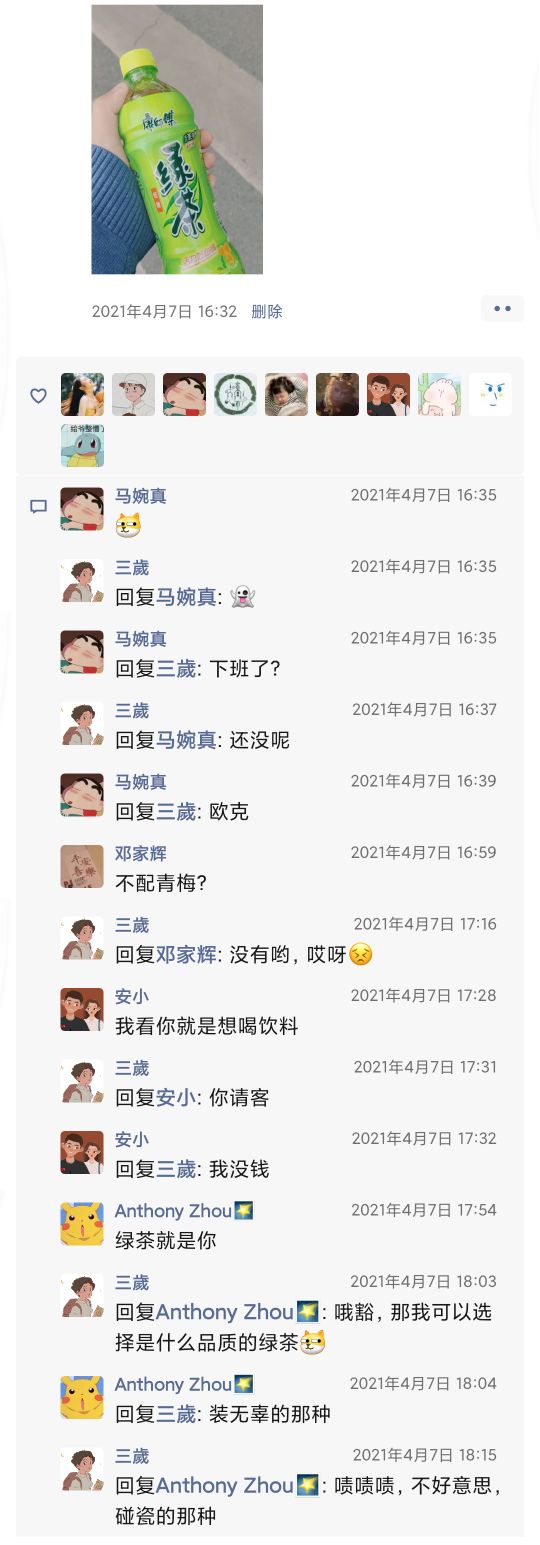 康师傅
绿茶
2021年4月7日 16:32 删除
给爷整懵了
马婉真 2021年4月7日 16:35
三歲 2021年4月7日 16:35
回复马婉真:
马婉真 2021年4月7日 16:35
回复三歲: 下班了?
三歲 2021年4月7日 16:37
回复马婉真: 还没呢
马婉真 2021年4月7日 16:39
回复三歲: 欧克
邓家辉 2021年4月7日 16:59
不配青梅?
三歲 2021年4月7日 17:16
回复邓家辉: 没有哟, 哎呀😣
安小 2021年4月7日 17:28
我看你就是想喝饮料
三歲 2021年4月7日 17:31
回复安小: 你请客
安小 2021年4月7日 17:32
回复三歲: 我没钱
Anthony Zhou 2021年4月7日 17:54
绿茶就是你
三歲 2021年4月7日 18:03
回复Anthony Zhou: 哦豁, 那我可以选
择是什么品质的绿茶
Anthony Zhou 2021年4月7日 18:04
回复三歲: 装无辜的那种
三歲 2021年4月7日 18:15
回复Anthony Zhou: 啧啧啧, 不好意思,
碰瓷的那种